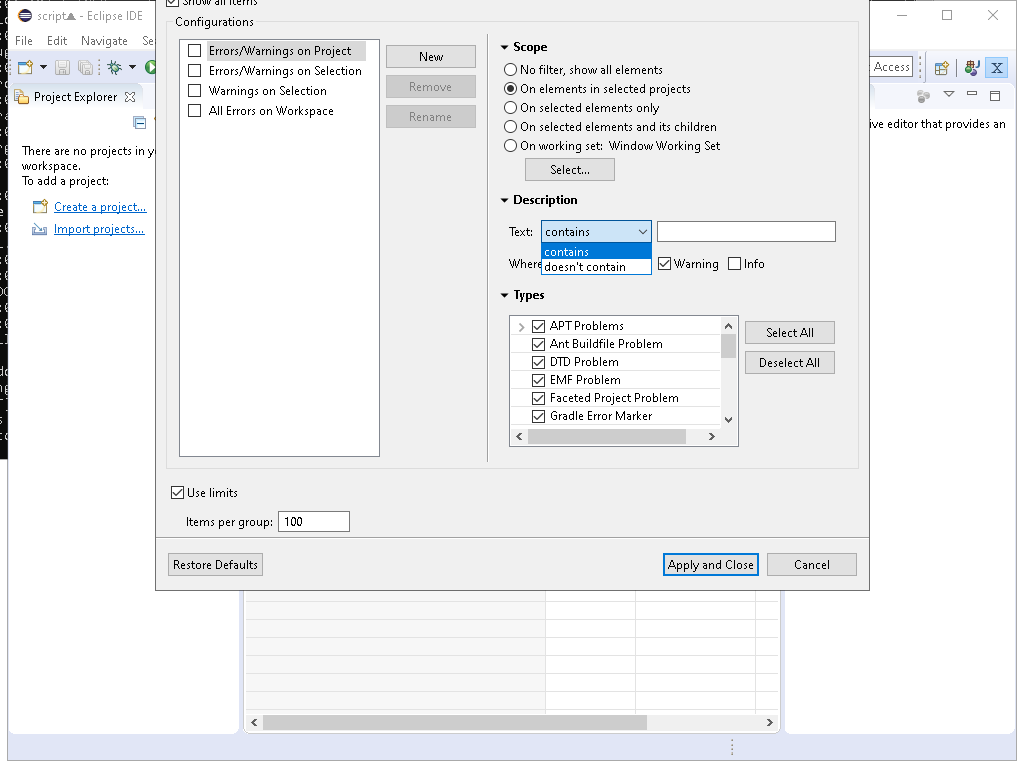 script - Eclipse IDE
Show all items
File Edit Navigate Se
Configurations
Errors/Warnings on Project
Errors/Warnings on Selection
Warnings on Selection
All Errors on Workspace
New
Remove
Rename
Scope
No filter, show all elements
On elements in selected projects
On selected elements only
On selected elements and its children
On working set: Window Working Set
Select...
Access
Project Explorer
There are no projects in y
workspace.
To add a project:
Create a project...
Import projects...
ive editor that provides an
Description
Text: contains
contains
doesn't contain
Where
Warning
Info
Types
APT Problems
Ant Buildfile Problem
DTD Problem
EMF Problem
Faceted Project Problem
Gradle Error Marker
Select All
Deselect All
Use limits
Items per group: 100
Restore Defaults
Apply and Close
Cancel